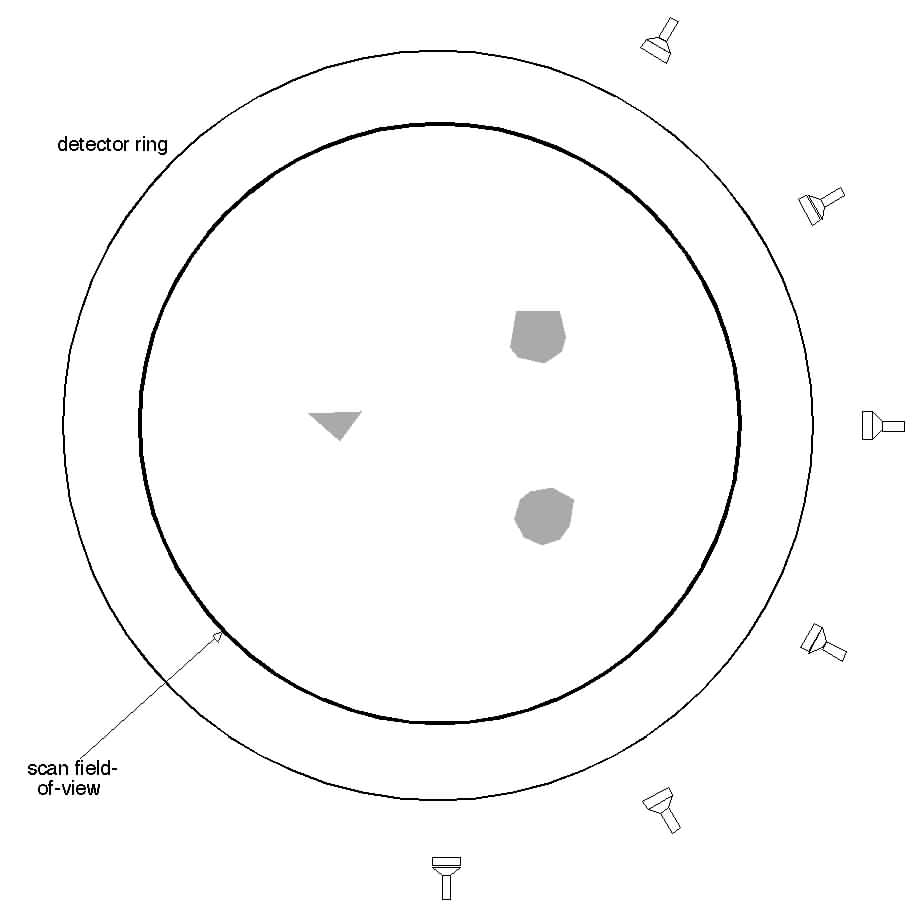 detector ring
scan field-
of-view